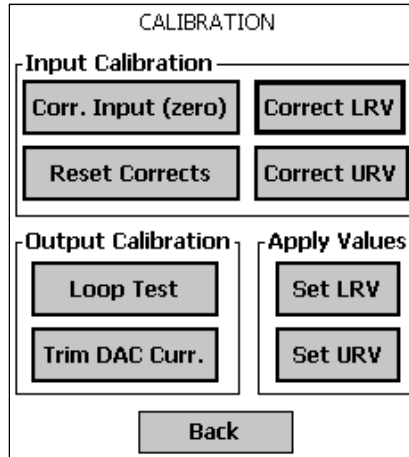 CALIBRATION
Input Calibration
Corr. Input (zero) Correct LRV
Reset Corrects Correct URV
Output Calibration Apply Values
Loop Test Set LRV
Trim DAC Curr. Set URV
Back